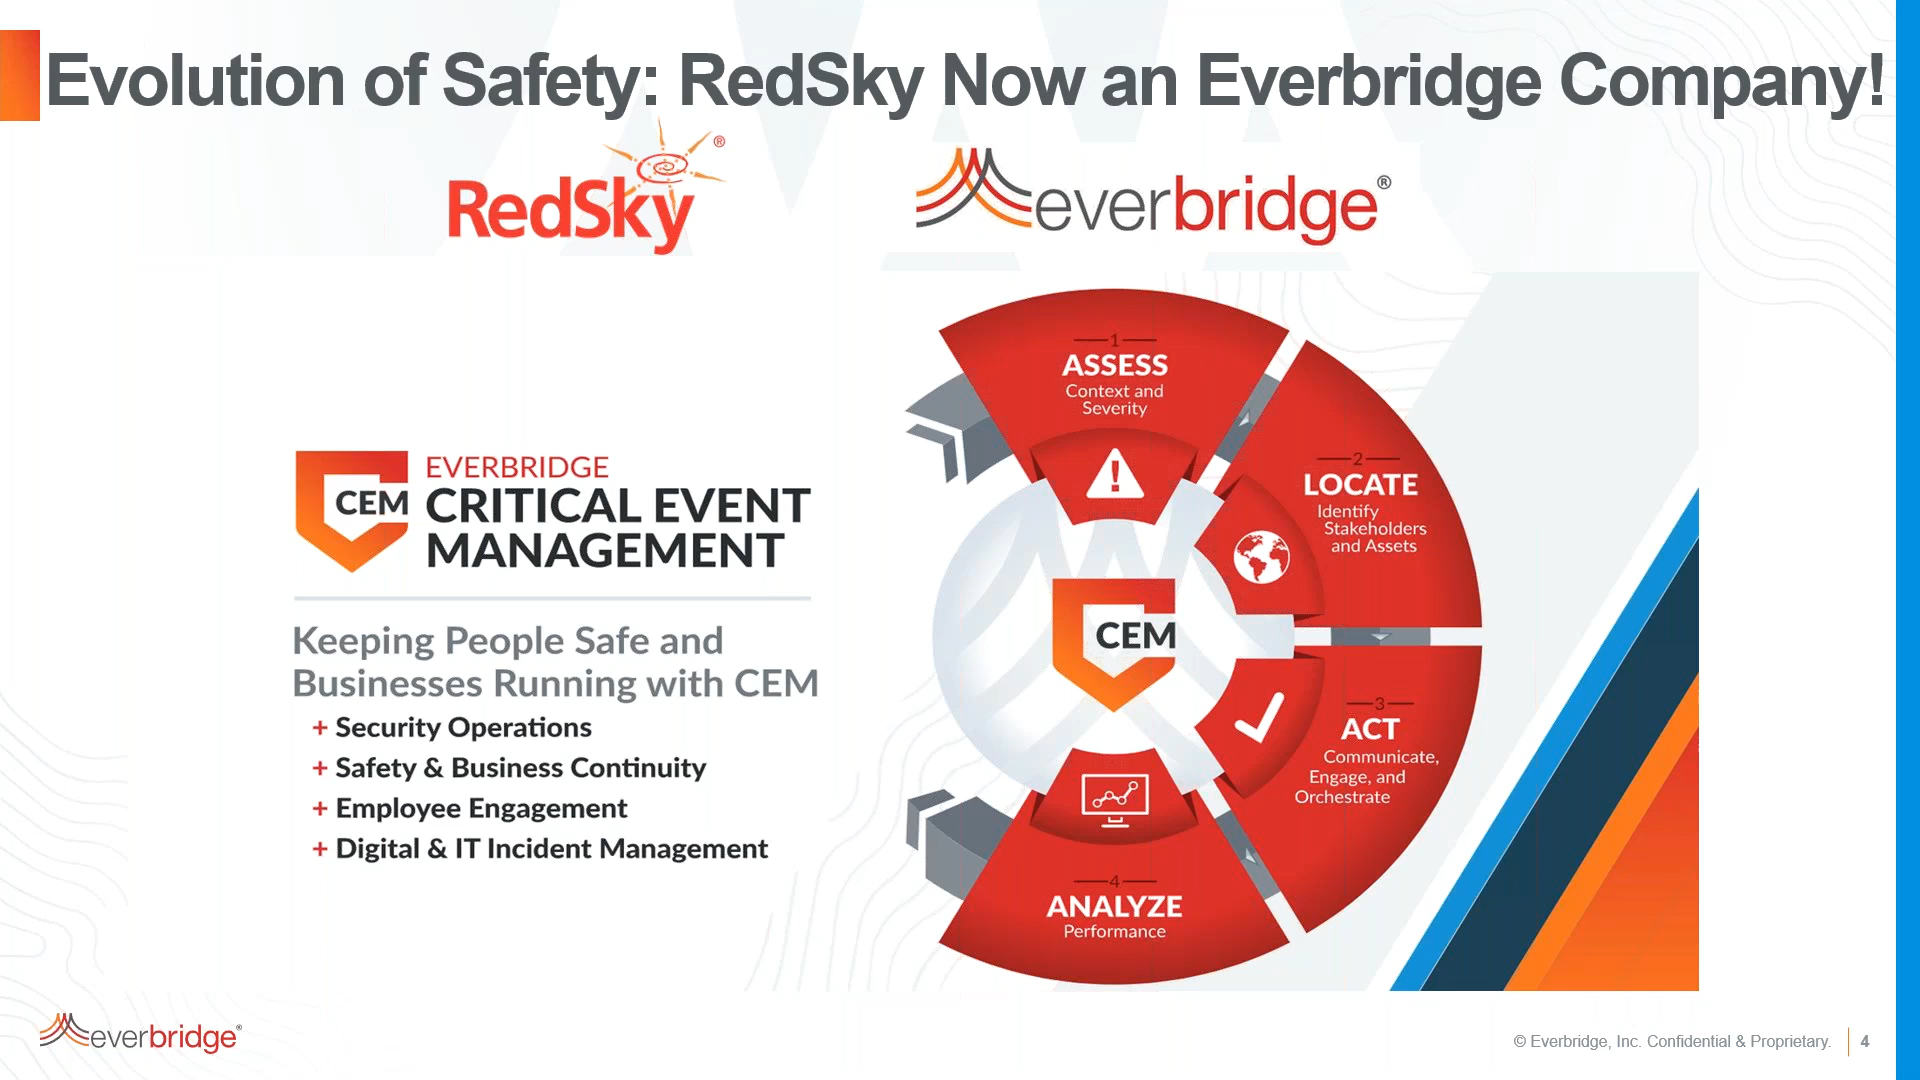 Evolution of Safety: RedSky Now an Everbridge Company!
RedSky®
everbridge®
CEM
EVERBRIDGE
CRITICAL EVENT
MANAGEMENT
Keeping People Safe and
Businesses Running with CEM
+ Security Operations
+ Safety & Business Continuity
+ Employee Engagement
+ Digital & IT Incident Management
1
ASSESS
Context and
Severity
2
LOCATE
Identify
Stakeholders
and Assets
CEM
3
ACT
Communicate,
Engage, and
Orchestrate
4
ANALYZE
Performance
everbridge®
© Everbridge, Inc. Confidential & Proprietary.
4